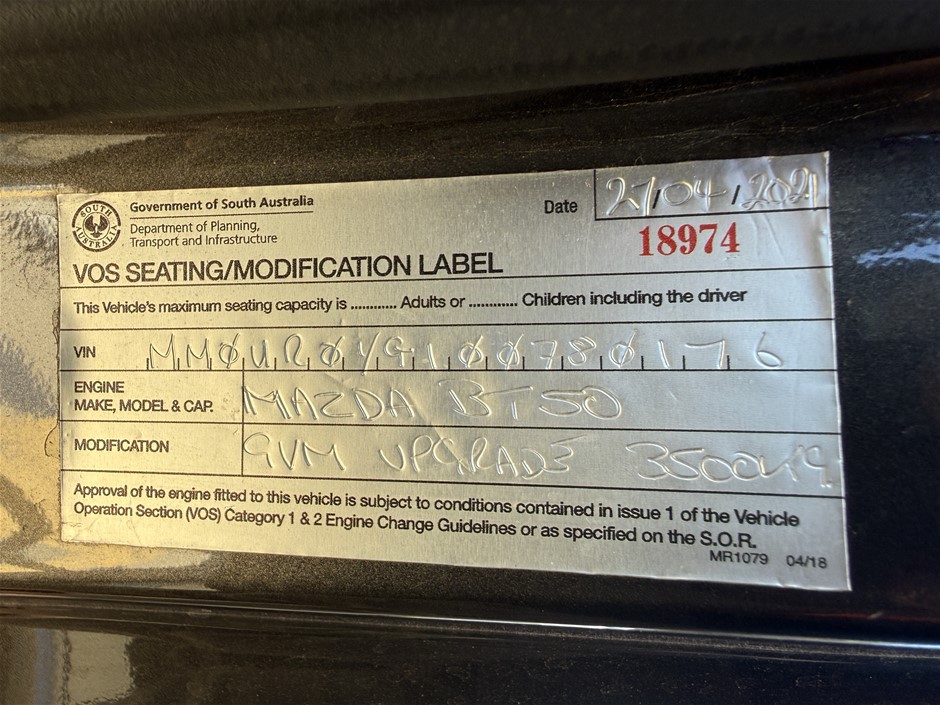 SOUTH AUSTRALIA
Government of South Australia
Department of Planning,
Transport and Infrastructure
Date 21/04/2021
18974
VOS SEATING/MODIFICATION LABEL
This Vehicle's maximum seating capacity is ............ Adults or ............ Children including the driver
VIN MM0UR0YG100780176
ENGINE
MAKE, MODEL & CAP. MAZDA BT50
MODIFICATION GVM UPGRADE 3500KG
Approval of the engine fitted to this vehicle is subject to conditions contained in issue 1 of the Vehicle
Operation Section (VOS) Category 1 & 2 Engine Change Guidelines or as specified on the S.O.R.
MR1079 04/18